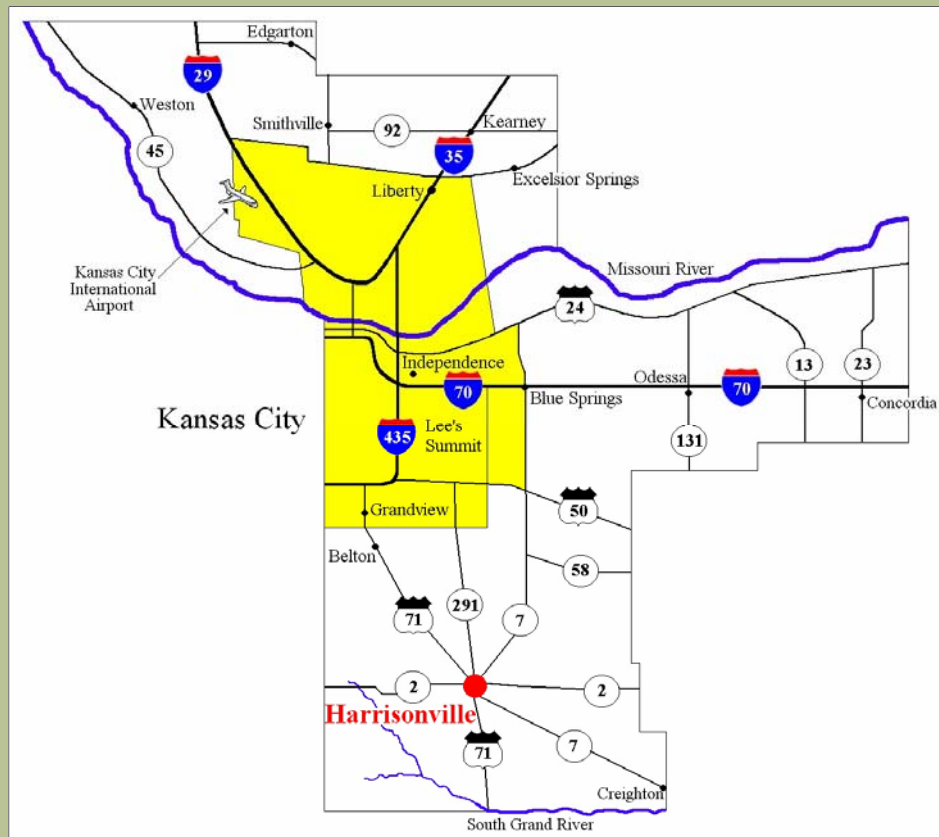 Edgarton
29
Weston
Smithville
92
Kearney
45
35
Excelsior Springs
Liberty
Kansas City
International
Airport
Missouri River
24
Independence
13
23
70
Odessa
70
Blue Springs
Concordia
Kansas City
435
Lee's
Summit
131
Grandview
50
Belton
58
291
71
7
2
2
Harrisonville
71
7
Creighton
South Grand River